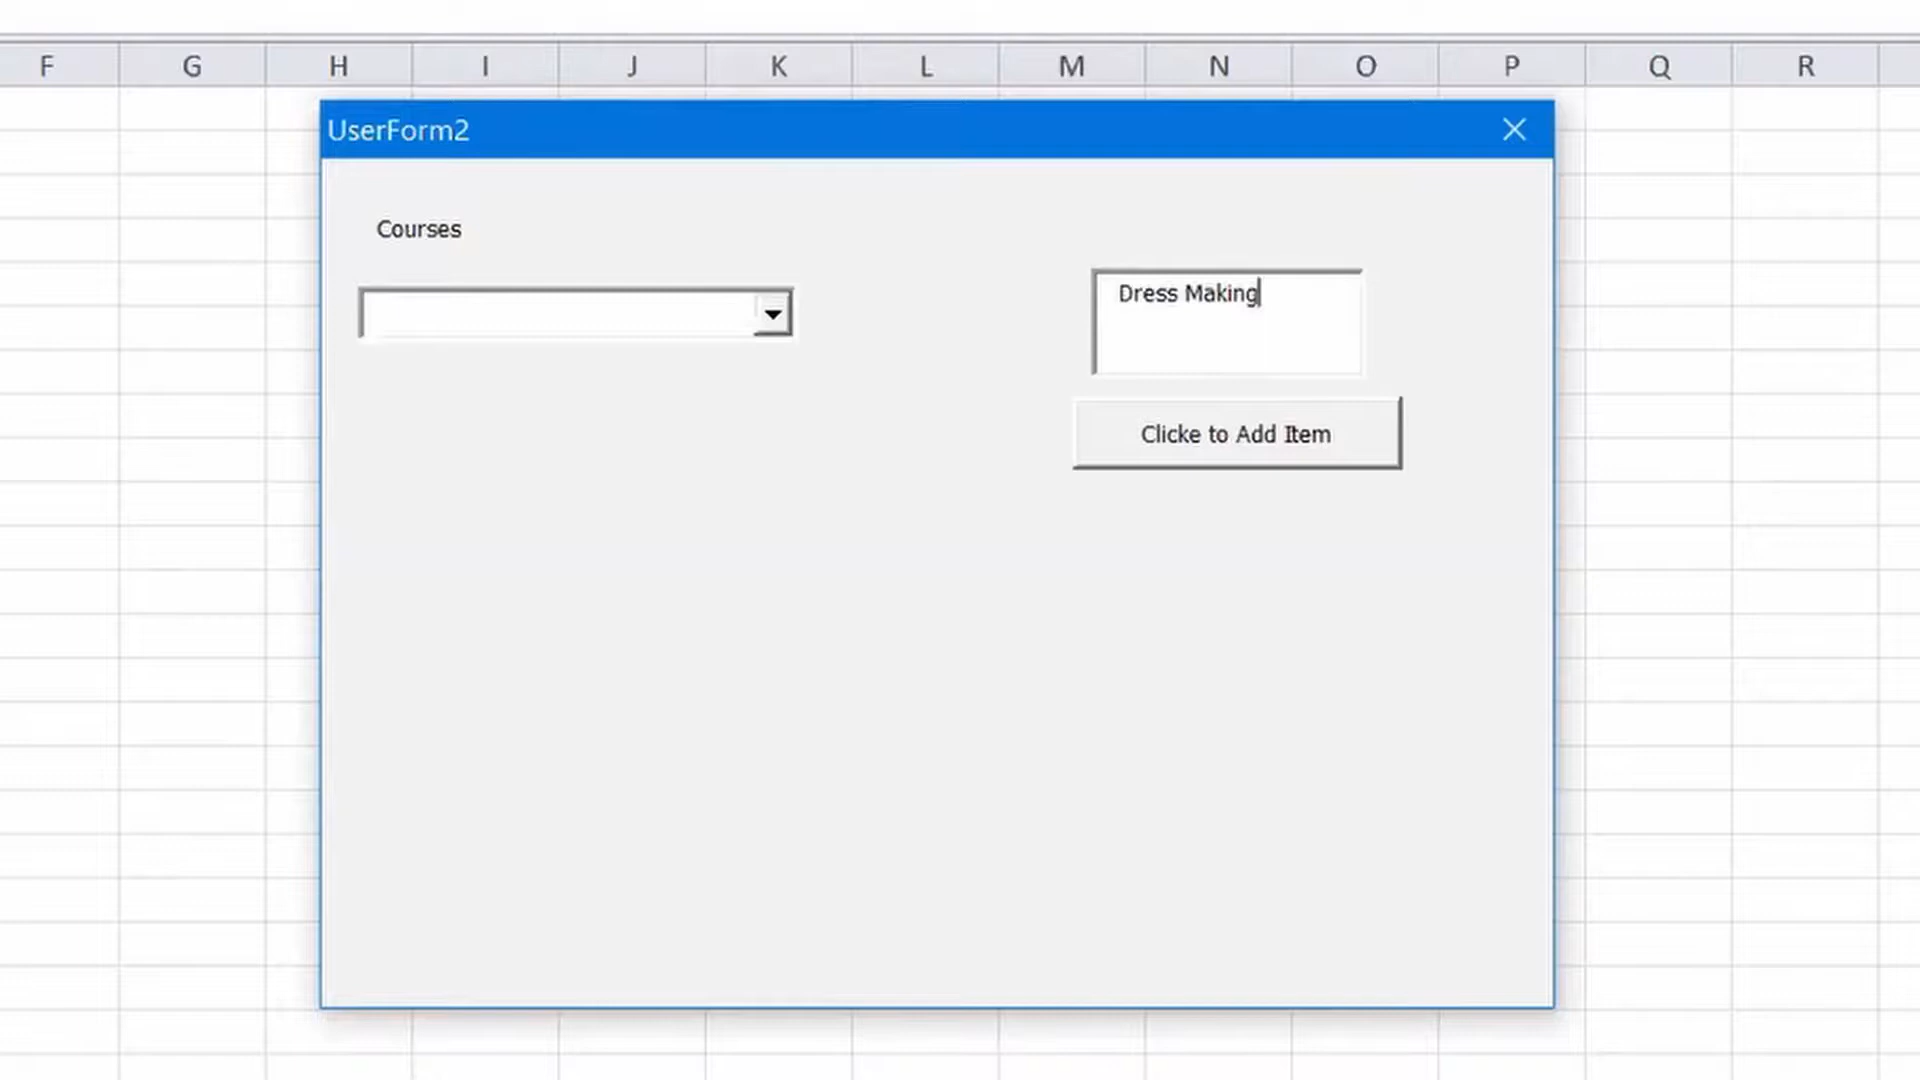 F G H I J K L M N O P Q R
UserForm2
Courses
Dress Making
Clicke to Add Item